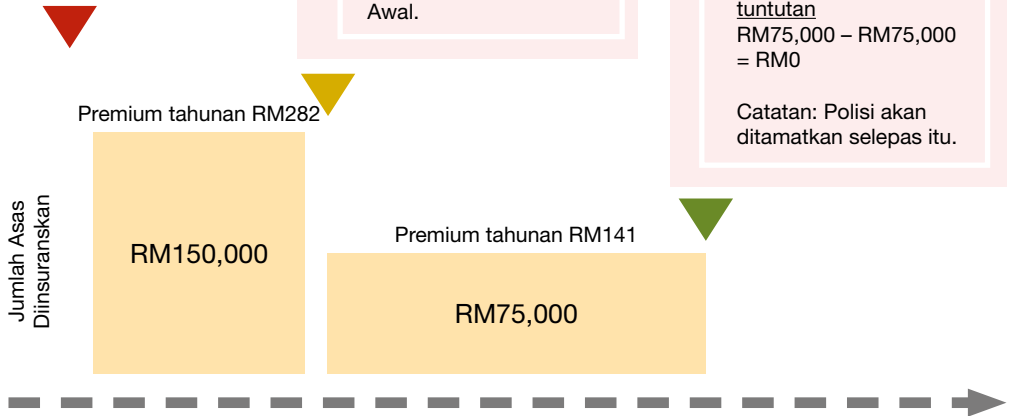 Awal.
tuntutan
RM75,000 – RM75,000
= RM0
Catatan: Polisi akan
ditamatkan selepas itu.
Premium tahunan RM282
Jumlah Asas
Diinsuranskan
RM150,000
Premium tahunan RM141
RM75,000